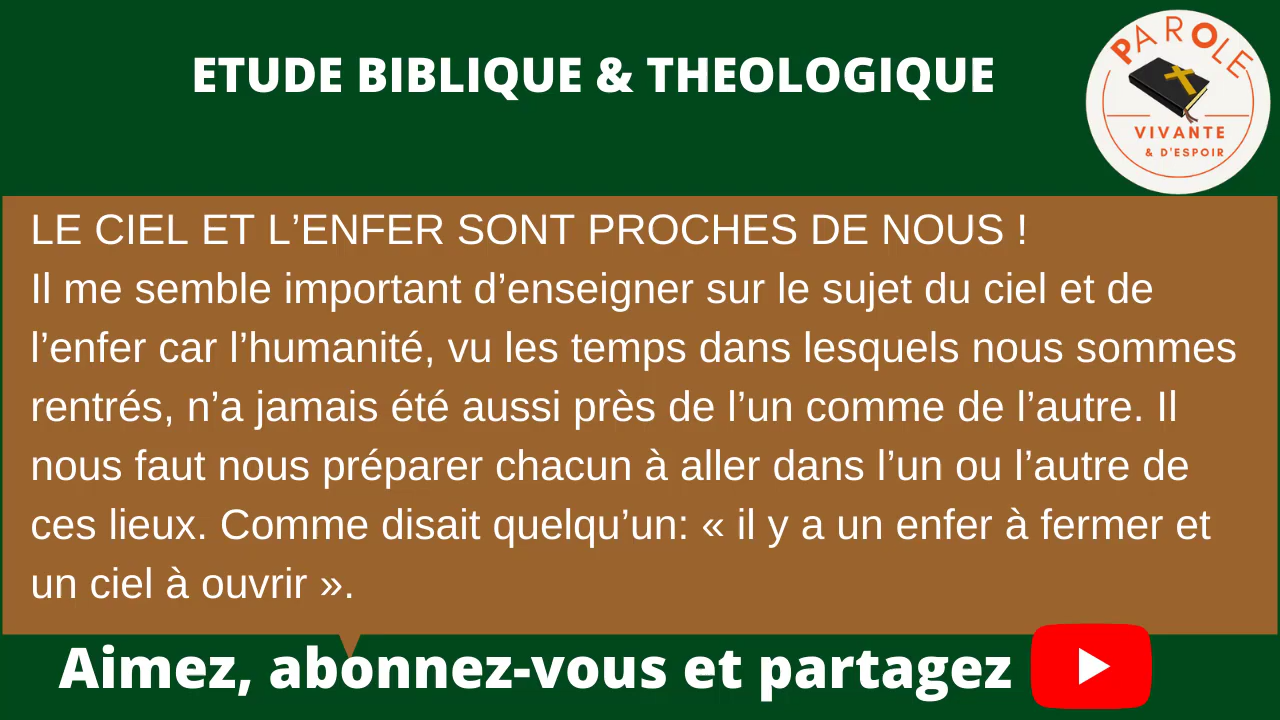 ETUDE BIBLIQUE & THEOLOGIQUE
PAROLE
VIVANTE
& D'ESPOIR
LE CIEL ET L’ENFER SONT PROCHES DE NOUS !
Il me semble important d’enseigner sur le sujet du ciel et de
l’enfer car l’humanité, vu les temps dans lesquels nous sommes
rentrés, n’a jamais été aussi près de l’un comme de l’autre. Il
nous faut nous préparer chacun à aller dans l’un ou l’autre de
ces lieux. Comme disait quelqu’un: « il y a un enfer à fermer et
un ciel à ouvrir ».
Aimez, abonnez-vous et partagez